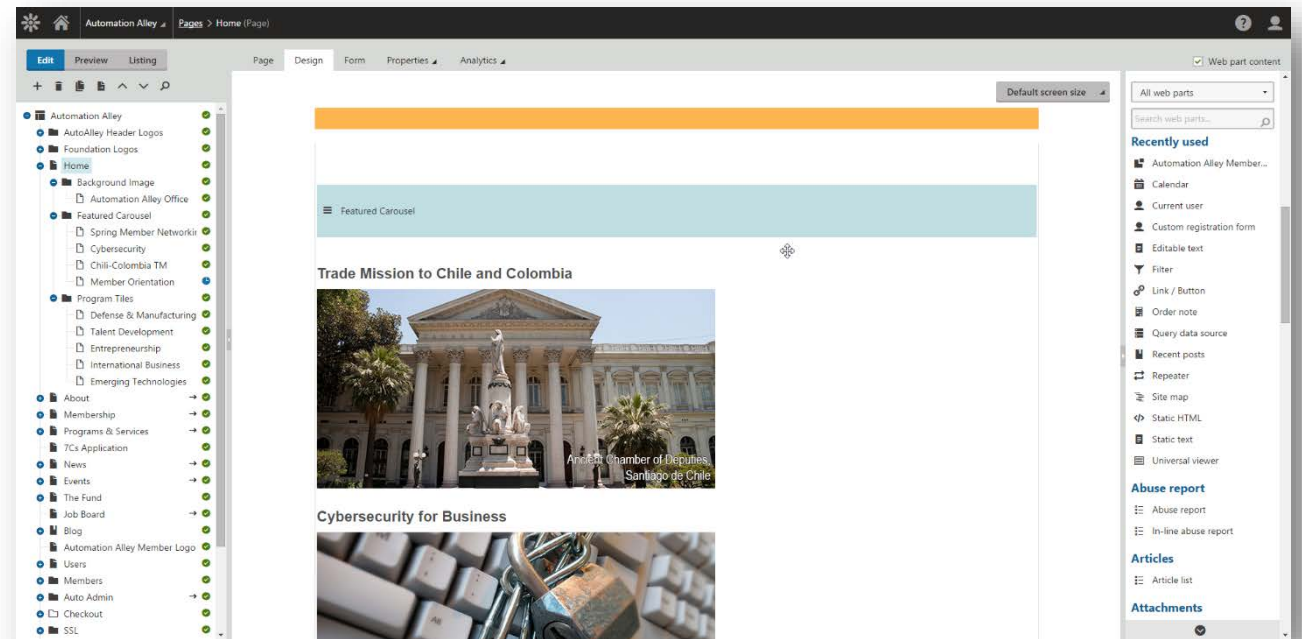 Automation Alley
Pages > Home (Page)
?
Edit
Preview
Listing
Page
Design
Form
Properties
Analytics
Web part content
Default screen size
Automation Alley
AutoAlley Header Logos
Foundation Logos
Home
Background Image
Automation Alley Office
Featured Carousel
Spring Member Networkin
Cybersecurity
Chili-Colombia TM
Member Orientation
Program Tiles
Defense & Manufacturing
Talent Development
Entrepreneurship
International Business
Emerging Technologies
About
Membership
Programs & Services
7Cs Application
News
Events
The Fund
Job Board
Blog
Automation Alley Member Logo
Users
Members
Auto Admin
Checkout
SSL
Featured Carousel
Trade Mission to Chile and Colombia
Ancient Chamber of Deputies
Santiago de Chile
Cybersecurity for Business
All web parts
Search web parts...
Recently used
Automation Alley Member...
Calendar
Current user
Custom registration form
Editable text
Filter
Link / Button
Order note
Query data source
Recent posts
Repeater
Site map
Static HTML
Static text
Universal viewer
Abuse report
Abuse report
In-line abuse report
Articles
Article list
Attachments